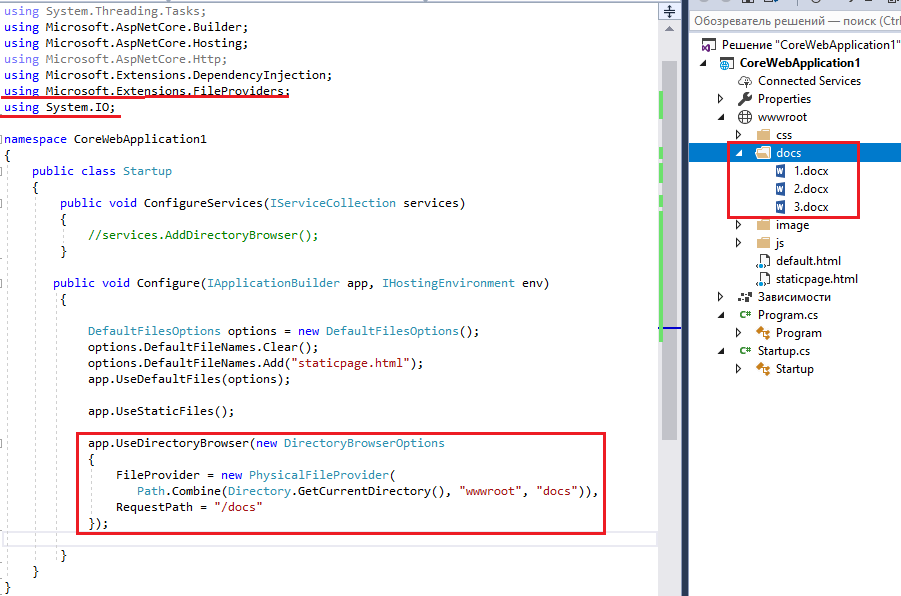 using System.Threading.Tasks;
using Microsoft.AspNetCore.Builder;
using Microsoft.AspNetCore.Hosting;
using Microsoft.AspNetCore.Http;
using Microsoft.Extensions.DependencyInjection;
using Microsoft.Extensions.FileProviders;
using System.IO;
namespace CoreWebApplication1
{
public class Startup
{
public void ConfigureServices(IServiceCollection services)
{
//services.AddDirectoryBrowser();
}
public void Configure(IApplicationBuilder app, IHostingEnvironment env)
{
DefaultFilesOptions options = new DefaultFilesOptions();
options.DefaultFileNames.Clear();
options.DefaultFileNames.Add("staticpage.html");
app.UseDefaultFiles(options);
app.UseStaticFiles();
app.UseDirectoryBrowser(new DirectoryBrowserOptions
{
FileProvider = new PhysicalFileProvider(
Path.Combine(Directory.GetCurrentDirectory(), "wwwroot", "docs")),
RequestPath = "/docs"
});
}
}
}
Обозреватель решений — поиск (Ctrl
Решение "CoreWebApplication1"
CoreWebApplication1
Connected Services
Properties
wwwroot
css
docs
1.docx
2.docx
3.docx
image
js
default.html
staticpage.html
Зависимости
C# Program.cs
Program
C# Startup.cs
Startup